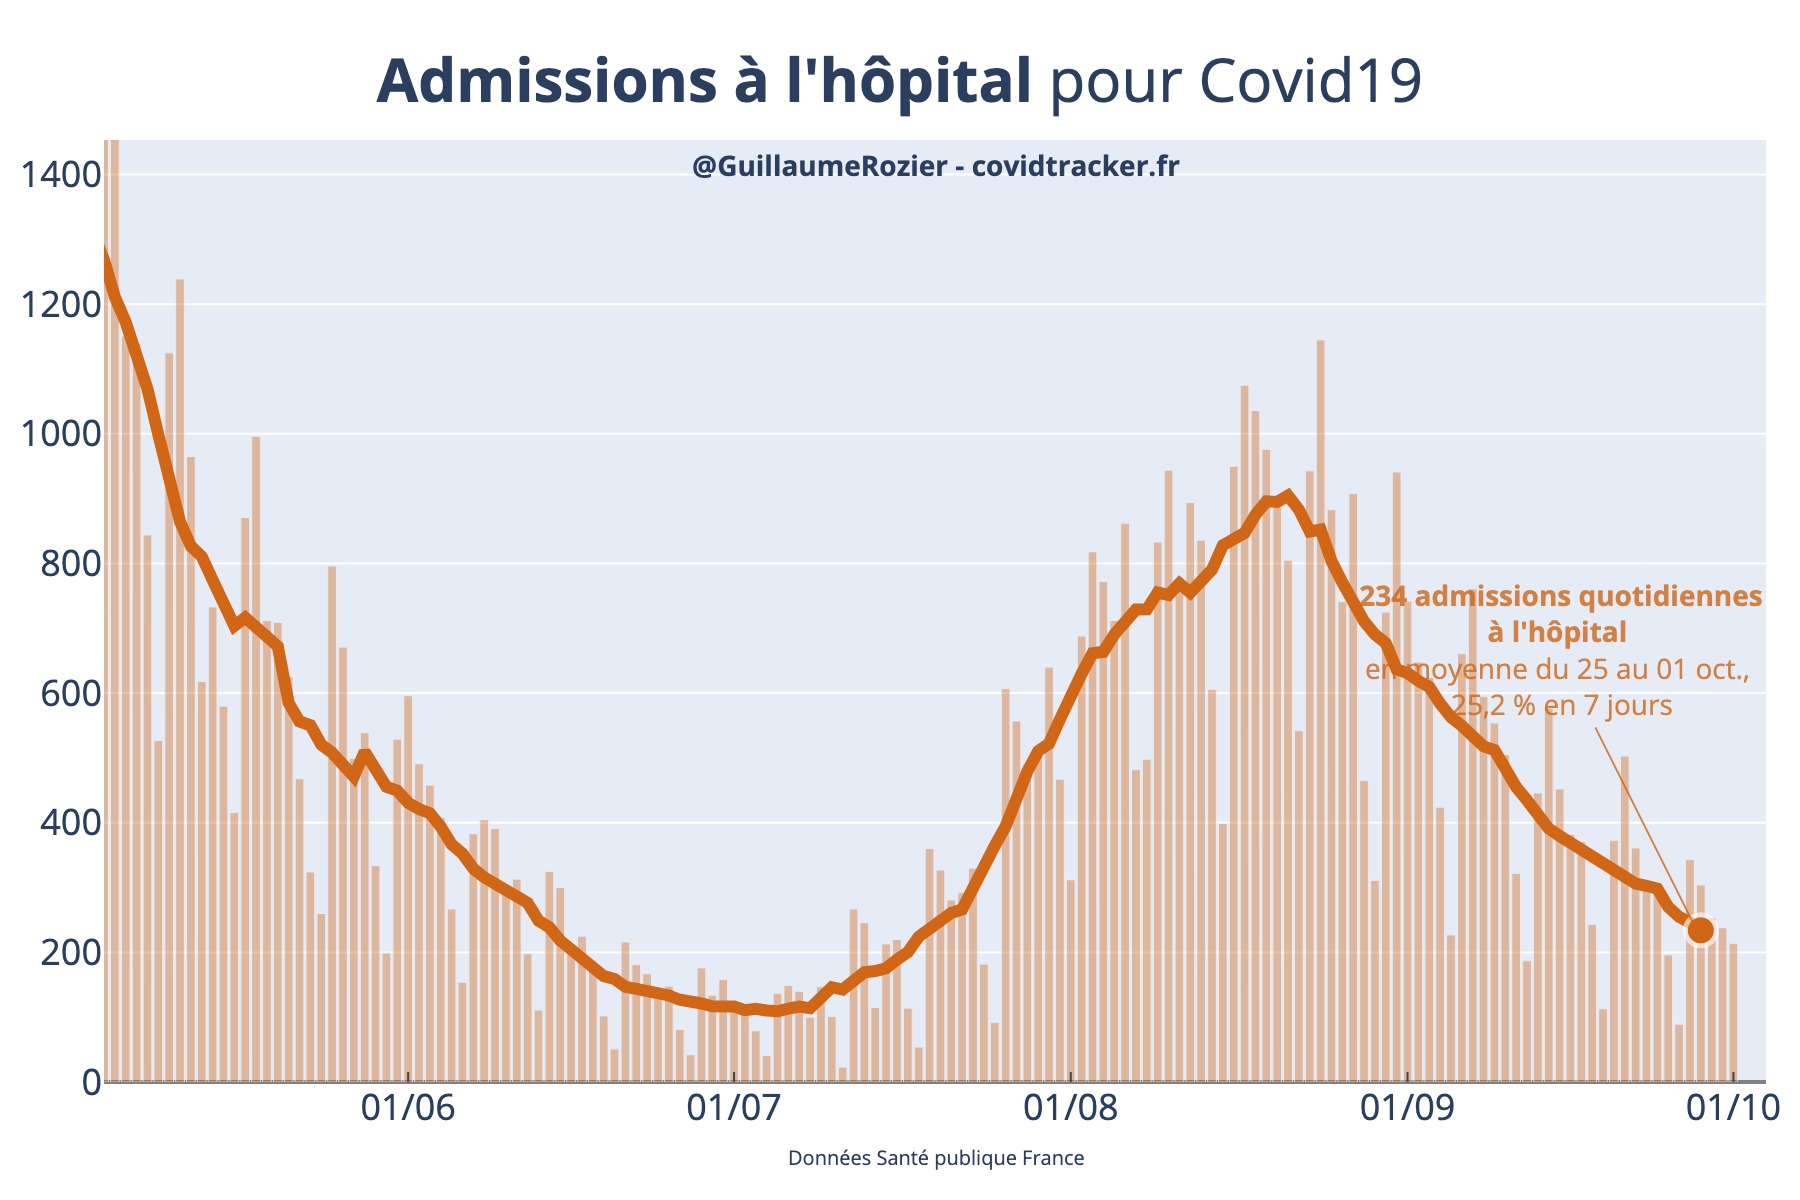 Admissions à l'hôpital pour Covid19
@GuillaumeRozier - covidtracker.fr
1400
1200
1000
800
600
400
200
0
234 admissions quotidiennes
à l'hôpital
en moyenne du 25 au 01 oct.,
25,2 % en 7 jours
01/06
01/07
01/08
01/09
01/10
Données Santé publique France